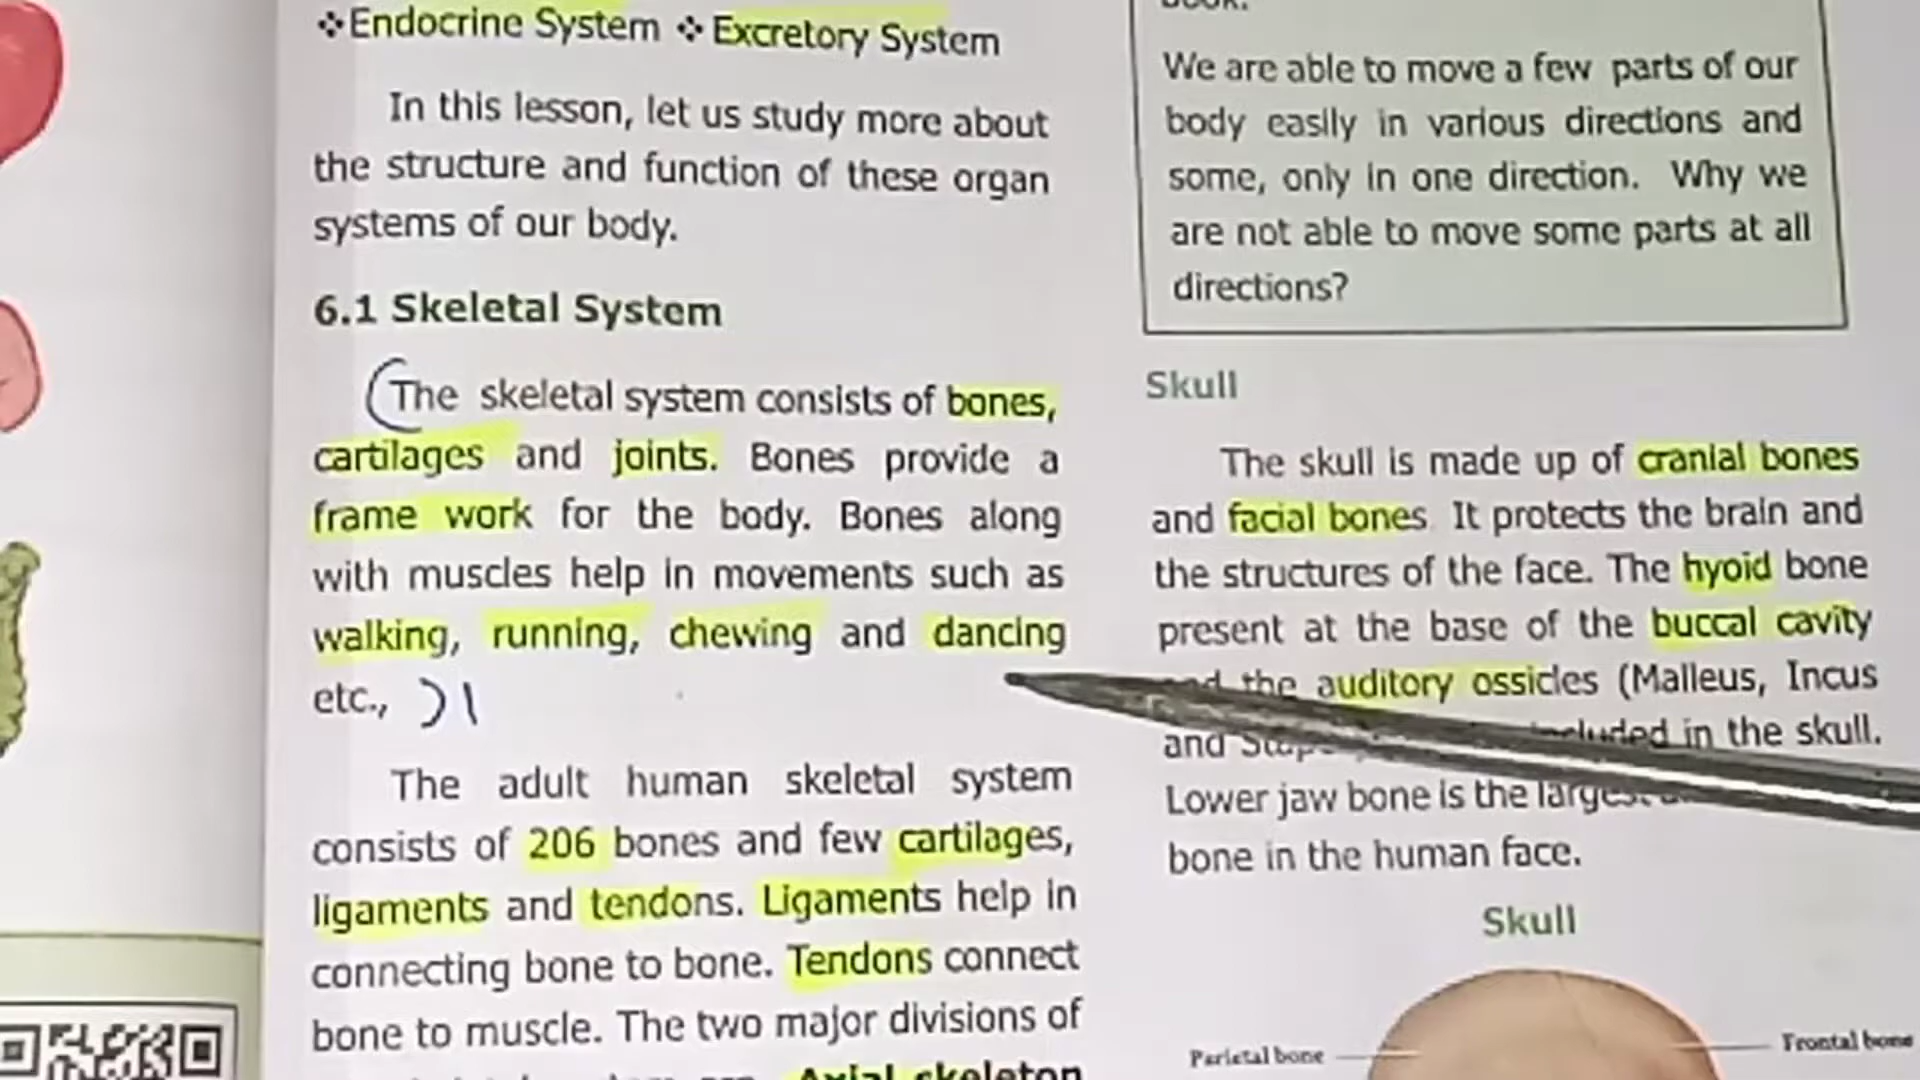 ❖Endocrine System ❖Excretory System
In this lesson, let us study more about
the structure and function of these organ
systems of our body.
6.1 Skeletal System
(The skeletal system consists of bones,
cartilages and joints. Bones provide a
frame work for the body. Bones along
with muscles help in movements such as
walking, running, chewing and dancing
etc., )
The adult human skeletal system
consists of 206 bones and few cartilages,
ligaments and tendons. Ligaments help in
connecting bone to bone. Tendons connect
bone to muscle. The two major divisions of
Axial skeleton
We are able to move a few parts of our
body easily in various directions and
some, only in one direction. Why we
are not able to move some parts at all
directions?
Skull
The skull is made up of cranial bones
and facial bones. It protects the brain and
the structures of the face. The hyoid bone
present at the base of the buccal cavity
the auditory ossicles (Malleus, Incus
and in the skull.
Lower jaw bone is the
bone in the human face.
Skull
Parietal bone
Frontal bone